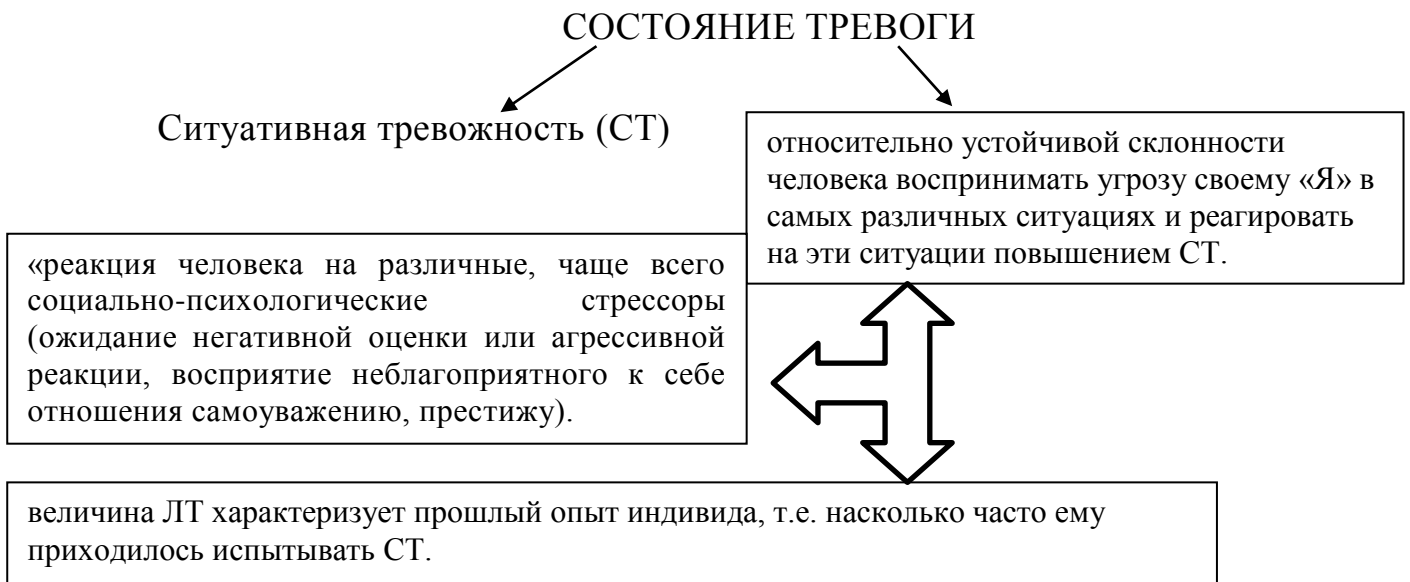 СОСТОЯНИЕ ТРЕВОГИ
Ситуативная тревожность (СТ)
относительно устойчивой склонности
человека воспринимать угрозу своему «Я» в
самых различных ситуациях и реагировать
на эти ситуации повышением СТ.
«реакция человека на различные, чаще всего
социально-психологические стрессоры
(ожидание негативной оценки или агрессивной
реакции, восприятие неблагоприятного к себе
отношения самоуважению, престижу).
величина ЛТ характеризует прошлый опыт индивида, т.е. насколько часто ему
приходилось испытывать СТ.